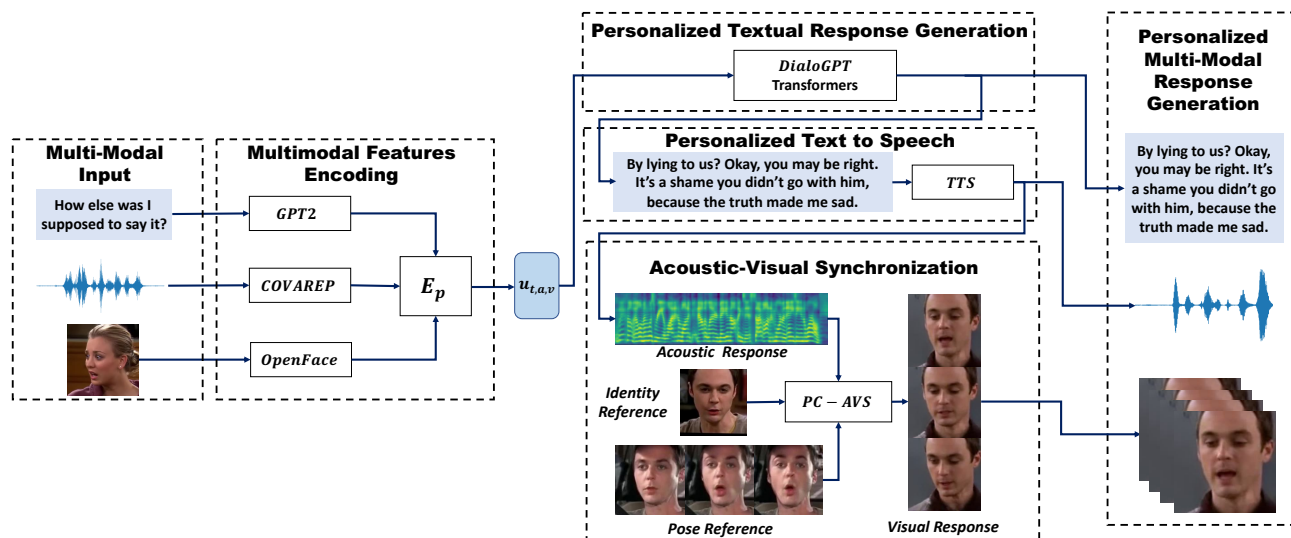 Multi-Modal
Input
How else was I
supposed to say it?
Multimodal Features
Encoding
GPT2
COVAREP
OpenFace
E_p
u_{t,a,v}
Personalized Textual Response Generation
DialoGPT
Transformers
Personalized Text to Speech
By lying to us? Okay, you may be right.
It's a shame you didn't go with him,
because the truth made me sad.
TTS
Acoustic-Visual Synchronization
Acoustic Response
Identity
Reference
PC − AVS
Pose Reference
Visual Response
Personalized
Multi-Modal
Response
Generation
By lying to us? Okay,
you may be right. It's
a shame you didn't go
with him, because the
truth made me sad.